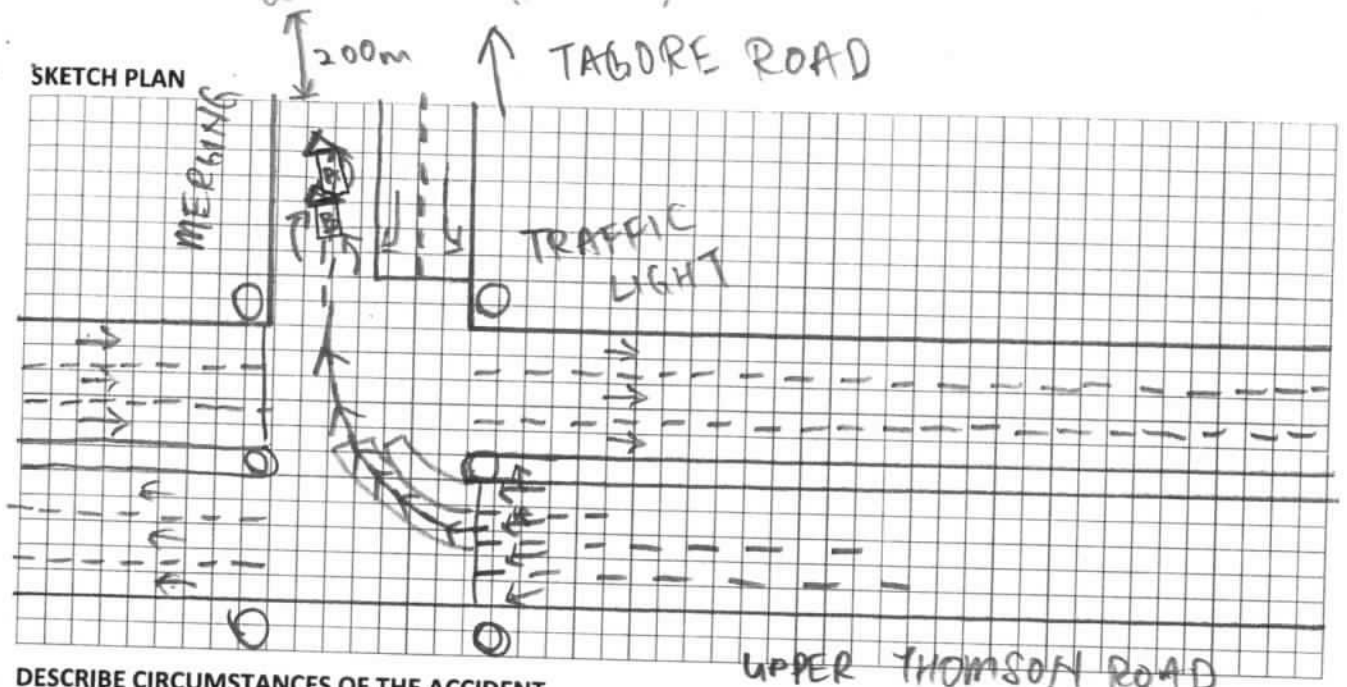 200m
TAGORE ROAD
SKETCH PLAN
MERGING
TRAFFIC
LIGHT
UPPER THOMSON ROAD
DESCRIBE CIRCUMSTANCES OF THE ACCIDENT